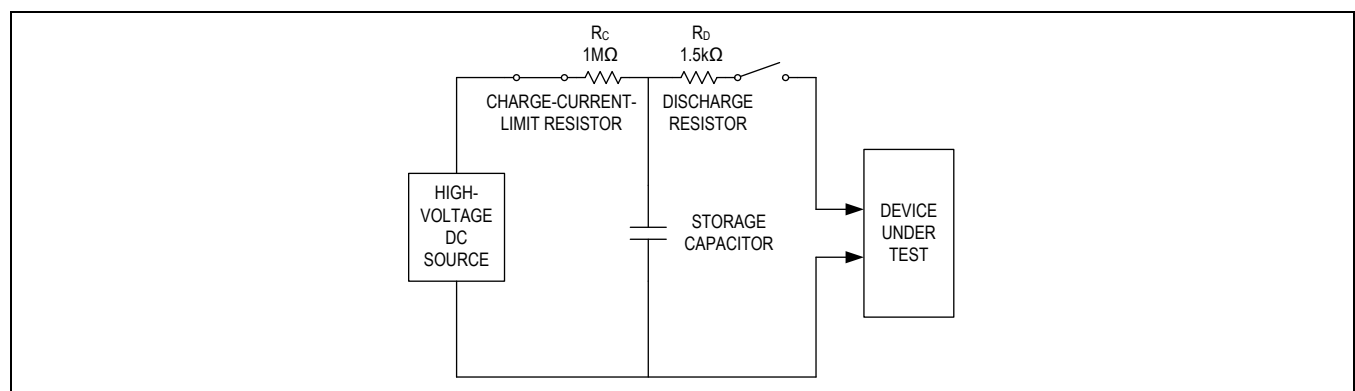 RC
1MΩ
RD
1.5kΩ
CHARGE-CURRENT-
LIMIT RESISTOR
DISCHARGE
RESISTOR
HIGH-
VOLTAGE
DC
SOURCE
STORAGE
CAPACITOR
DEVICE
UNDER
TEST